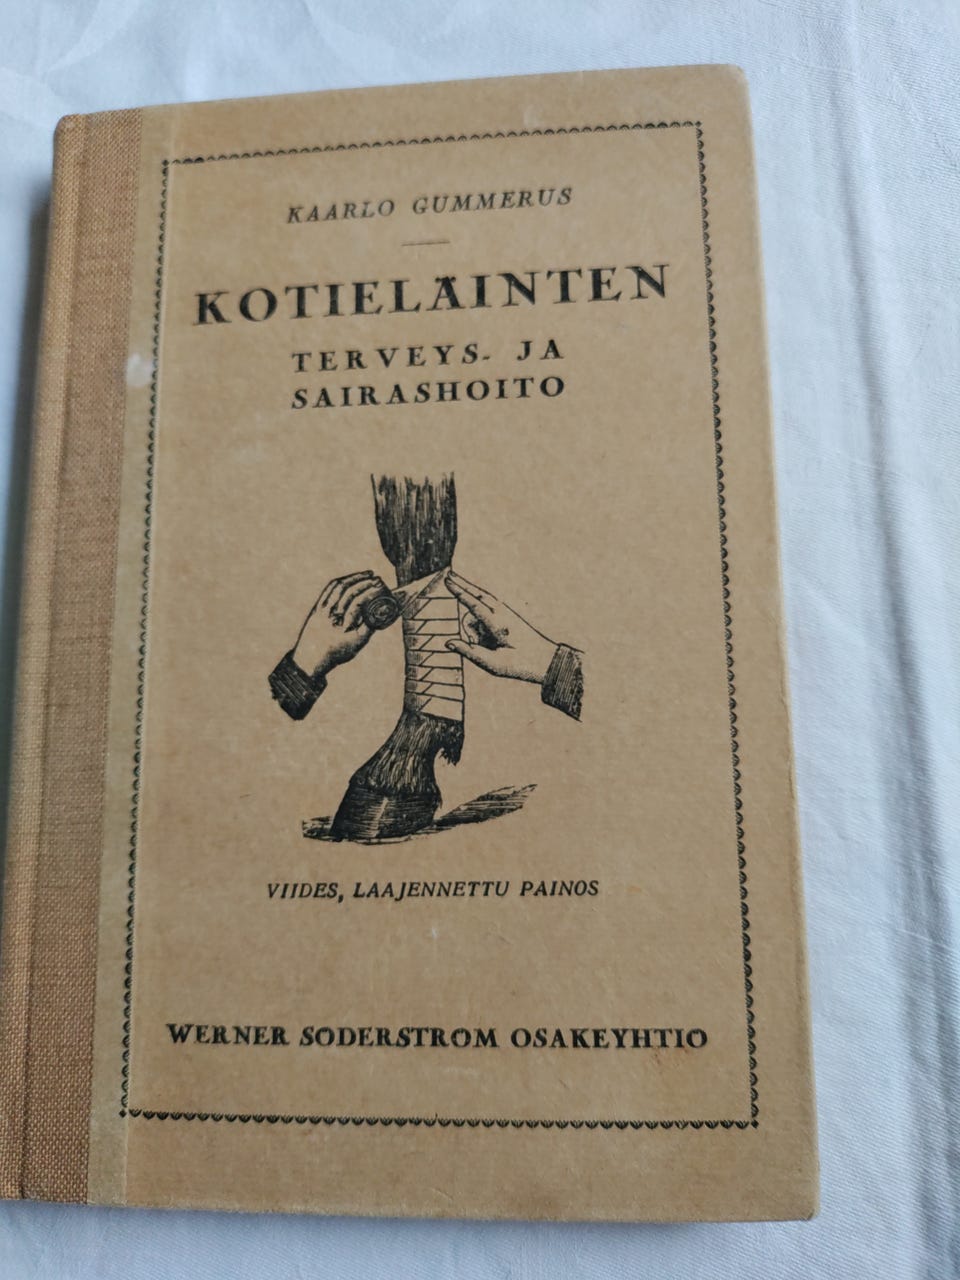 KAARLO GUMMERUS
KOTIELÄINTEN
TERVEYS- JA
SAIRASHOITO
VIIDES, LAAJENNETTU PAINOS
WERNER SODERSTROM OSAKEYHTIO